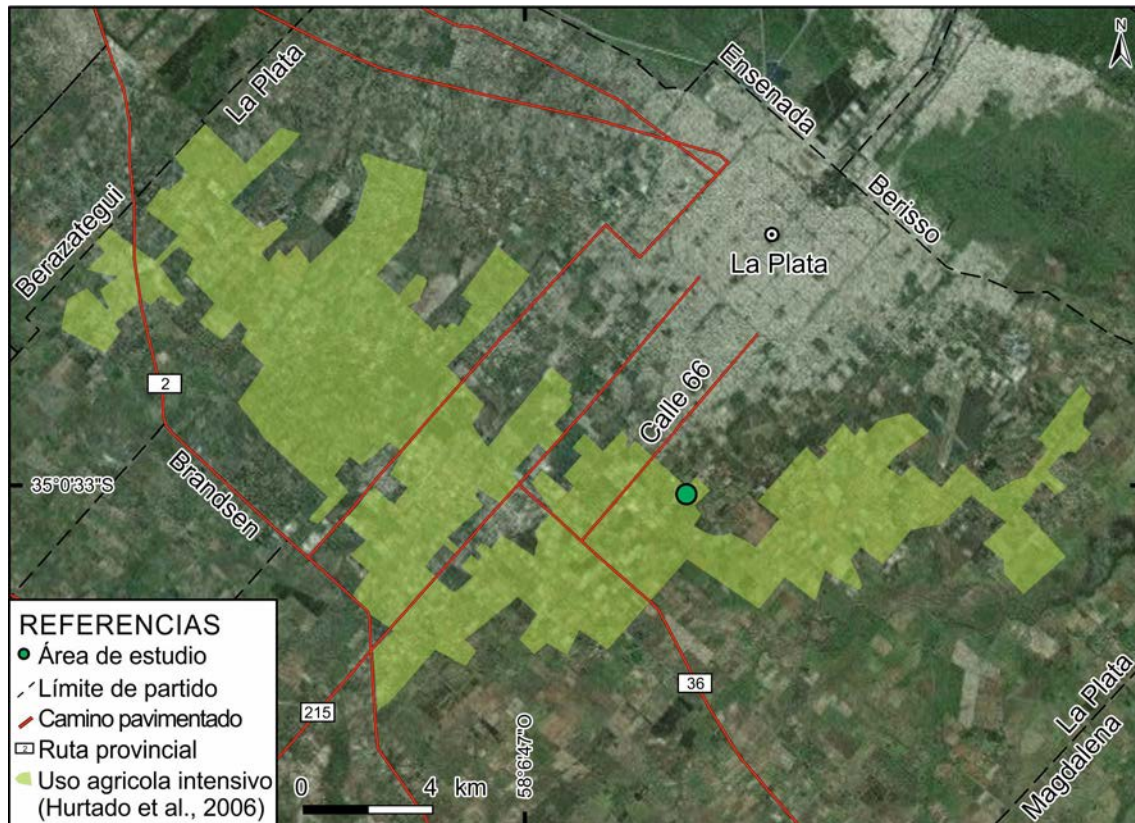 N
La Plata
Berazategui
Ensenada
Berisso
La Plata
Calle 66
2
35°0'33"S
Brandsen
36
215
58°6'47"O
La Plata
Magdalena
REFERENCIAS
Área de estudio
Límite de partido
Camino pavimentado
2 Ruta provincial
Uso agricola intensivo
(Hurtado et al., 2006)
0 4 km